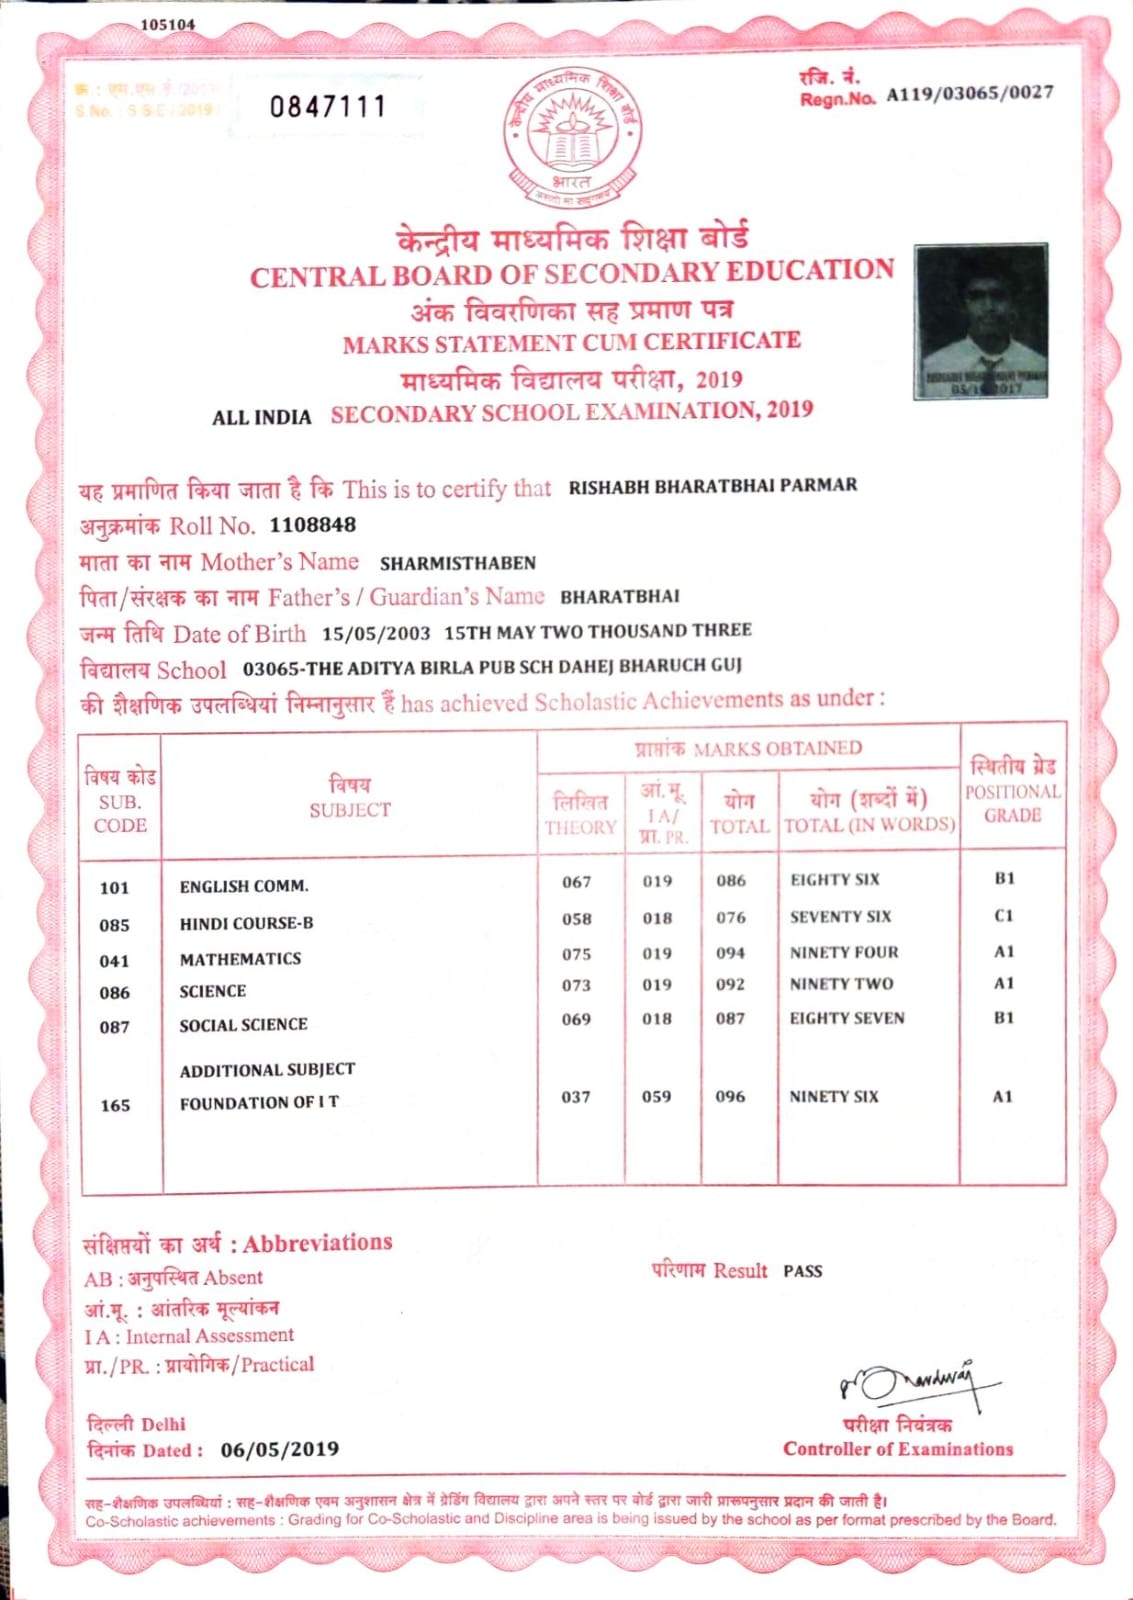 105104
क्र.: एम.एस.ई./2019
S.No. : S S E / 2019
0847111
रजि. नं.
Regn.No. A119/03065/0027
केन्द्रीय माध्यमिक शिक्षा बोर्ड
भारत
असतो मा सद्गमय
केन्द्रीय माध्यमिक शिक्षा बोर्ड
CENTRAL BOARD OF SECONDARY EDUCATION
अंक विवरणिका सह प्रमाण पत्र
MARKS STATEMENT CUM CERTIFICATE
माध्यमिक विद्यालय परीक्षा, 2019
ALL INDIA SECONDARY SCHOOL EXAMINATION, 2019
यह प्रमाणित किया जाता है कि This is to certify that RISHABH BHARATBHAI PARMAR
अनुक्रमांक Roll No. 1108848
माता का नाम Mother's Name SHARMISTHABEN
पिता/संरक्षक का नाम Father's / Guardian's Name BHARATBHAI
जन्म तिथि Date of Birth 15/05/2003 15TH MAY TWO THOUSAND THREE
विद्यालय School 03065-THE ADITYA BIRLA PUB SCH DAHEJ BHARUCH GUJ
की शैक्षणिक उपलब्धियां निम्नानुसार हैं has achieved Scholastic Achievements as under :
विषय कोड SUB. CODE
विषय SUBJECT
प्राप्तांक MARKS OBTAINED
लिखित THEORY
आं.मू. I A/ प्रा. PR.
योग TOTAL
योग (शब्दों में) TOTAL (IN WORDS)
स्थितीय ग्रेड POSITIONAL GRADE
101 ENGLISH COMM. 067 019 086 EIGHTY SIX B1
085 HINDI COURSE-B 058 018 076 SEVENTY SIX C1
041 MATHEMATICS 075 019 094 NINETY FOUR A1
086 SCIENCE 073 019 092 NINETY TWO A1
087 SOCIAL SCIENCE 069 018 087 EIGHTY SEVEN B1
ADDITIONAL SUBJECT
165 FOUNDATION OF I T 037 059 096 NINETY SIX A1
संक्षिप्तयों का अर्थ : Abbreviations
AB : अनुपस्थित Absent
आं.मू. : आंतरिक मूल्यांकन
I A : Internal Assessment
प्रा./PR. : प्रायोगिक/Practical
परिणाम Result PASS
दिल्ली Delhi
दिनांक Dated : 06/05/2019
परीक्षा नियंत्रक
Controller of Examinations
सह-शैक्षणिक उपलब्धियां : सह-शैक्षणिक एवम अनुशासन क्षेत्र में ग्रेडिंग विद्यालय द्वारा अपने स्तर पर बोर्ड द्वारा जारी प्रारूपनुसार प्रदान की जाती है।
Co-Scholastic achievements : Grading for Co-Scholastic and Discipline area is being issued by the school as per format prescribed by the Board.